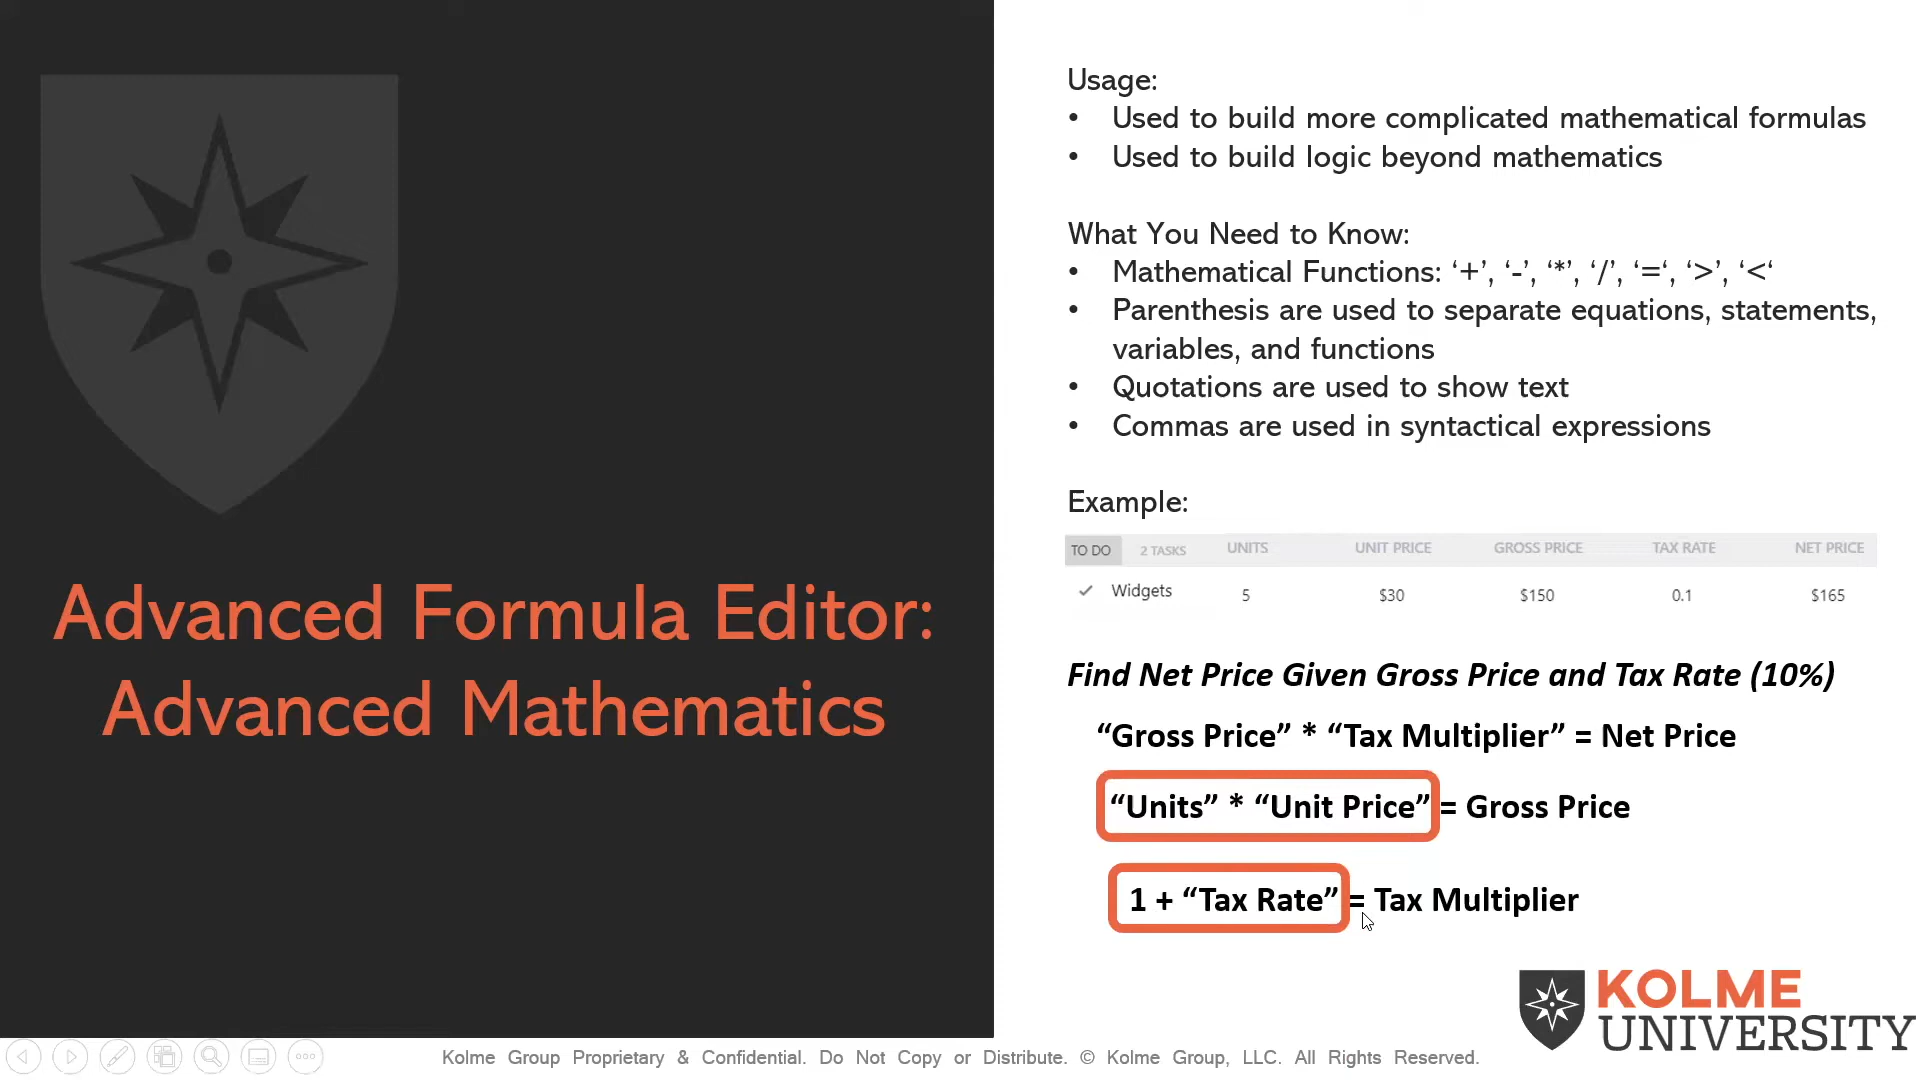 Advanced Formula Editor:
Advanced Mathematics
Usage:
• Used to build more complicated mathematical formulas
• Used to build logic beyond mathematics
What You Need to Know:
• Mathematical Functions: ‘+’, ‘-’, ‘*’, ‘/’, ‘=‘, ‘>’, ‘<‘
• Parenthesis are used to separate equations, statements,
variables, and functions
• Quotations are used to show text
• Commas are used in syntactical expressions
Example:
TO DO 2 TASKS UNITS UNIT PRICE GROSS PRICE TAX RATE NET PRICE
Widgets 5 $30 $150 0.1 $165
Find Net Price Given Gross Price and Tax Rate (10%)
“Gross Price” * “Tax Multiplier” = Net Price
“Units” * “Unit Price” = Gross Price
1 + “Tax Rate” = Tax Multiplier
KOLME
UNIVERSITY
Kolme Group Proprietary & Confidential. Do Not Copy or Distribute. © Kolme Group, LLC. All Rights Reserved.